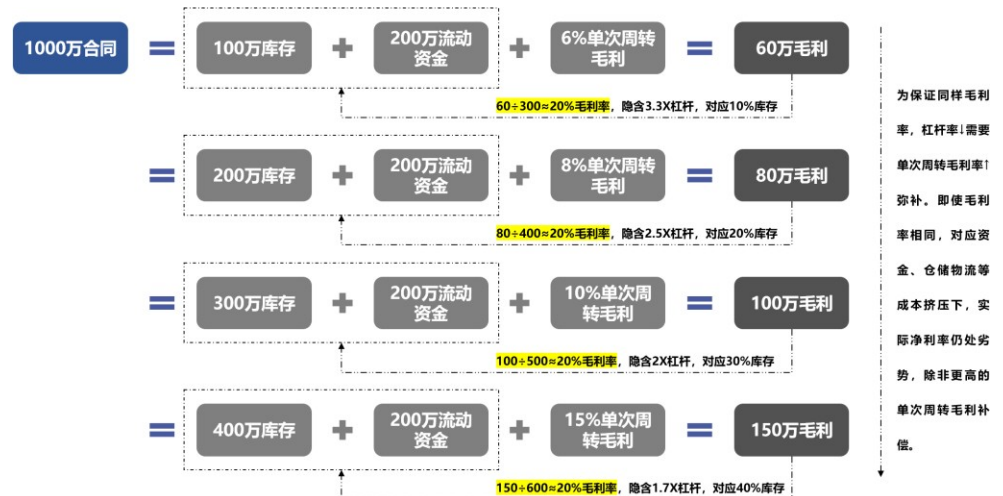 1000万合同
=
100万库存
+
200万流动
资金
+
6%单次周转
毛利
=
60万毛利
60÷300≈20%毛利率，隐含3.3X杠杆，对应10%库存
=
200万库存
+
200万流动
资金
+
8%单次周转
毛利
=
80万毛利
80÷400≈20%毛利率，隐含2.5X杠杆，对应20%库存
=
300万库存
+
200万流动
资金
+
10%单次周
转毛利
=
100万毛利
100÷500≈20%毛利率，隐含2X杠杆，对应30%库存
=
400万库存
+
200万流动
资金
+
15%单次周
转毛利
=
150万毛利
150÷600≈20%毛利率，隐含1.7X杠杆，对应40%库存
为保证同样毛利
率，杠杆率↓需要
单次周转毛利率↑
弥补。即使毛利
率相同，对应资
金、仓储物流等
成本挤压下，实
际净利率仍处劣
势，除非更高的
单次周转毛利补
偿。